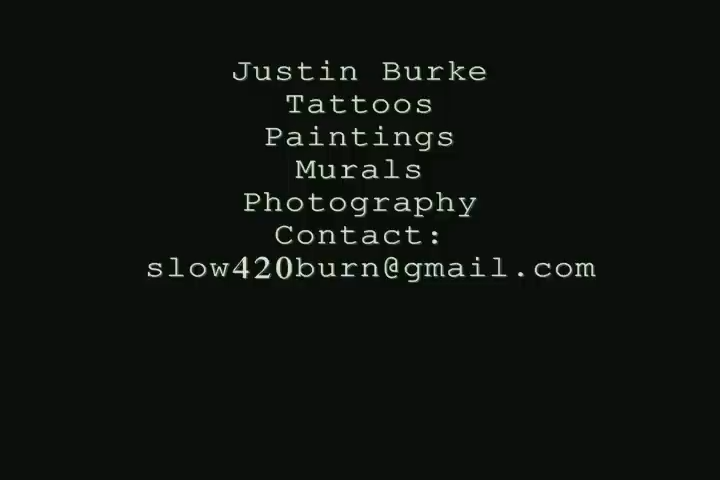 Justin Burke
Tattoos
Paintings
Murals
Photography
Contact:
slow420burn@gmail.com